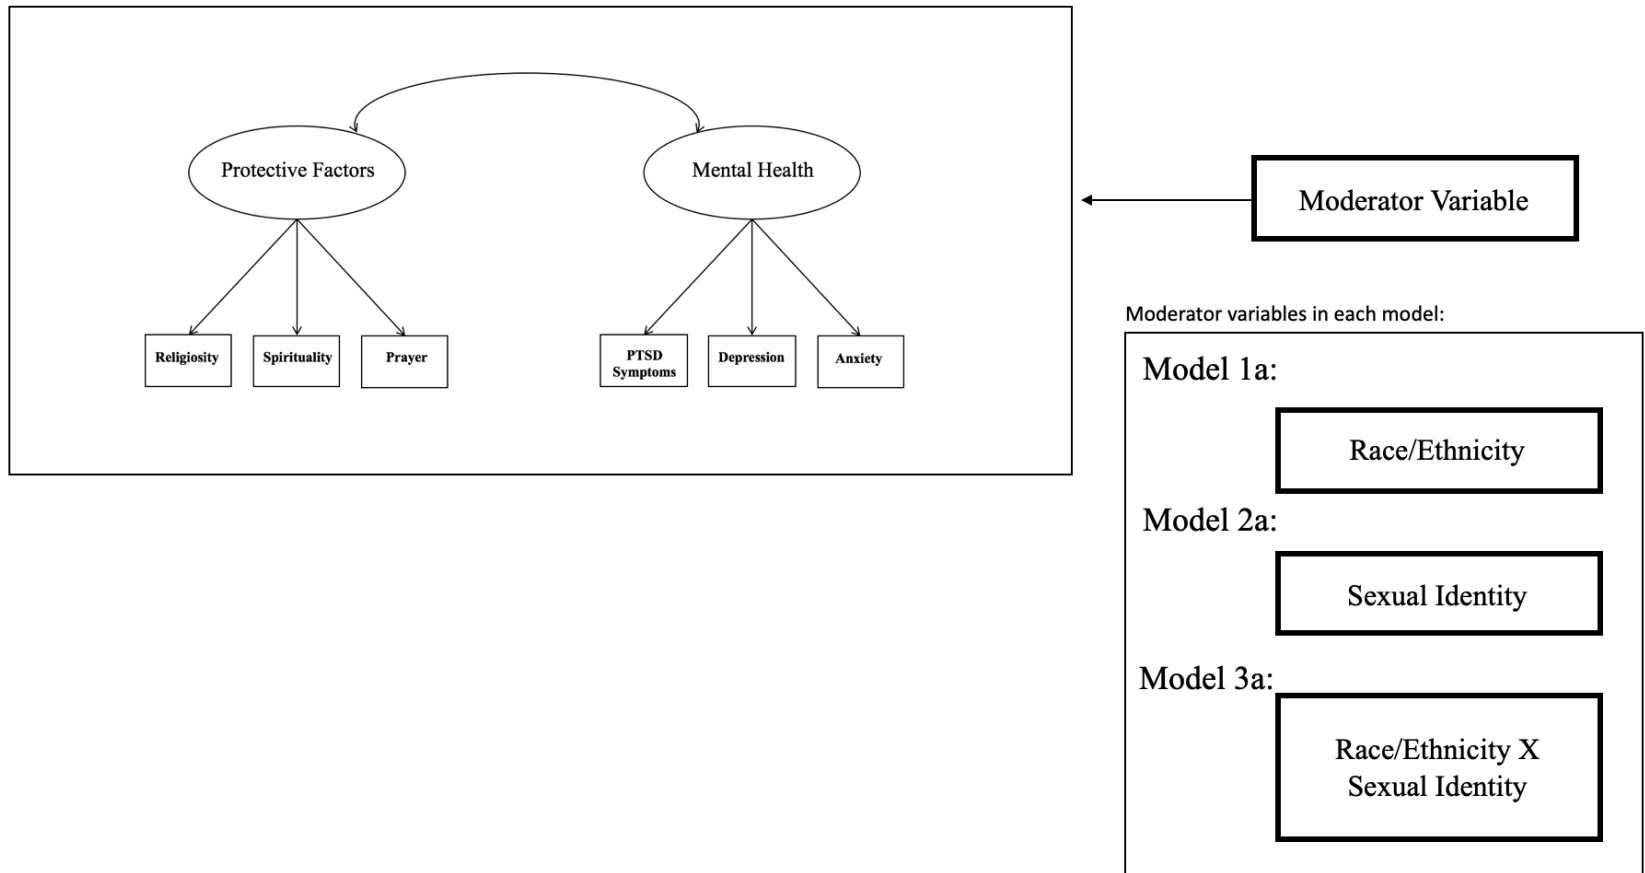 Protective Factors
Mental Health
Moderator Variable
Religiosity
Spirituality
Prayer
PTSD
Symptoms
Depression
Anxiety
Moderator variables in each model:
Model 1a:
Race/Ethnicity
Model 2a:
Sexual Identity
Model 3a:
Race/Ethnicity X
Sexual Identity